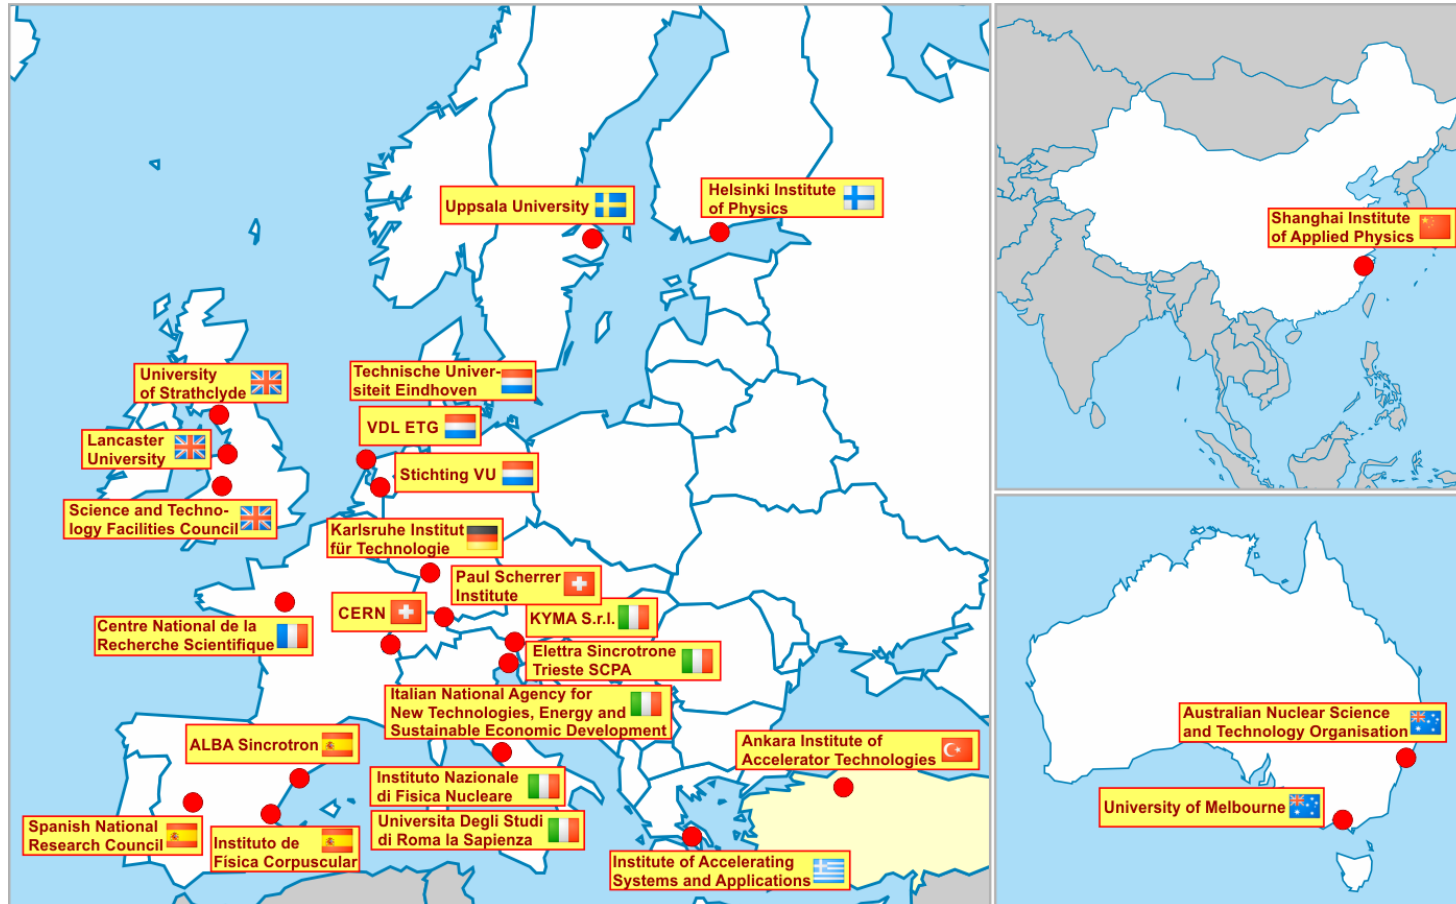 Uppsala University
Helsinki Institute
of Physics
Shanghai Institute
of Applied Physics
University
of Strathclyde
Technische Univer-
siteit Eindhoven
VDL ETG
Lancaster
University
Stichting VU
Science and Techno-
logy Facilities Council
Karlsruhe Institut
für Technologie
Paul Scherrer
Institute
CERN
KYMA S.r.l.
Centre National de la
Recherche Scientifique
Elettra Sincrotrone
Trieste SCPA
Italian National Agency for
New Technologies, Energy and
Sustainable Economic Development
ALBA Sincrotron
Ankara Institute of
Accelerator Technologies
Australian Nuclear Science
and Technology Organisation
Instituto Nazionale
di Fisica Nucleare
University of Melbourne
Universita Degli Studi
di Roma la Sapienza
Spanish National
Research Council
Instituto de
Física Corpuscular
Institute of Accelerating
Systems and Applications